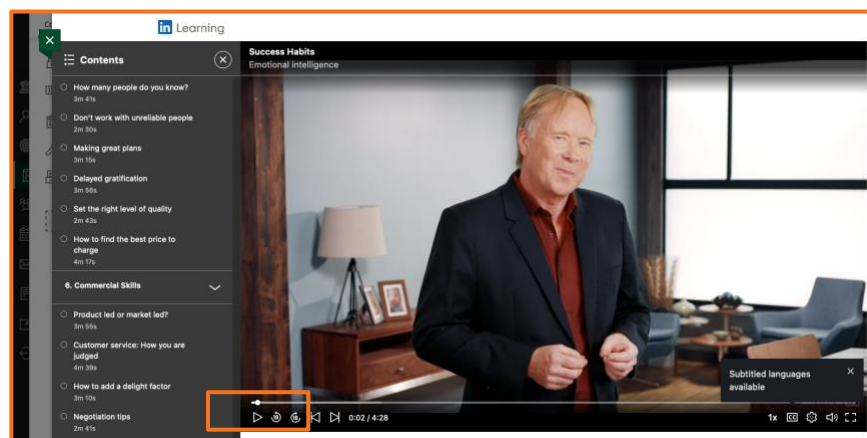 in Learning
Contents
How many people do you know?
3m 41s
Don't work with unreliable people
2m 30s
Making great plans
3m 15s
Delayed gratification
3m 56s
Set the right level of quality
2m 43s
How to find the best price to
charge
4m 17s
6. Commercial Skills
Product led or market led?
3m 55s
Customer service: How you are
judged
4m 39s
How to add a delight factor
3m 10s
Negotiation tips
2m 41s
Success Habits
Emotional intelligence
Subtitled languages
available
10 10 0:02 / 4:28 1x CC